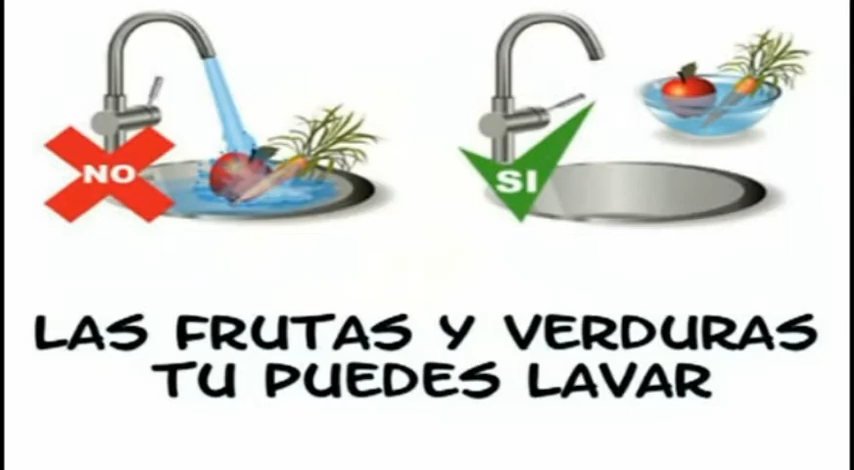 NO
SI
LAS FRUTAS Y VERDURAS
TU PUEDES LAVAR